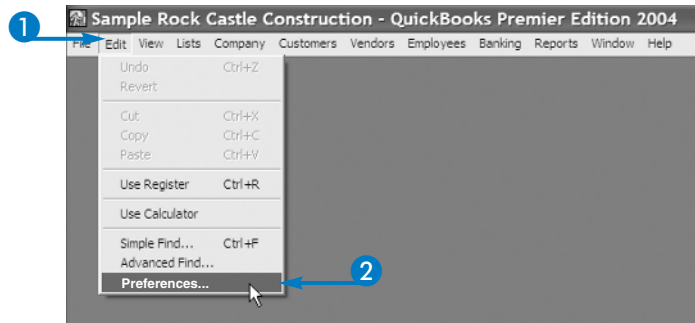 1
Sample Rock Castle Construction - QuickBooks Premier Edition 2004
File Edit View Lists Company Customers Vendors Employees Banking Reports Window Help
Undo Ctrl+Z
Revert
Cut Ctrl+X
Copy Ctrl+C
Paste Ctrl+V
Use Register Ctrl+R
Use Calculator
Simple Find... Ctrl+F
Advanced Find...
Preferences...
2